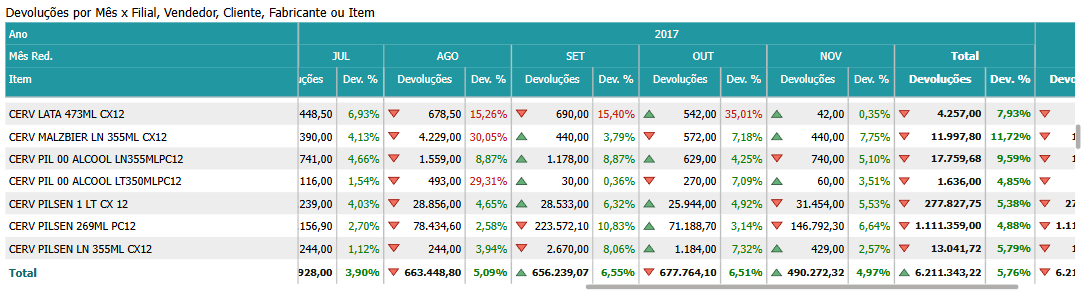 Devoluções por Mês x Filial, Vendedor, Cliente, Fabricante ou Item
Ano 2017
Mês Red. JUL AGO SET OUT NOV Total
Item uções Dev. % Devoluções Dev. % Devoluções Dev. % Devoluções Dev. % Devoluções Dev. % Devoluções Dev. % Devo
CERV LATA 473ML CX12 448,50 6,93% 678,50 15,26% 690,00 15,40% 542,00 35,01% 42,00 0,35% 4.257,00 7,93%
CERV MALZBIER LN 355ML CX12 390,00 4,13% 4.229,00 30,05% 440,00 3,79% 572,00 7,18% 440,00 7,75% 11.997,80 11,72% 1
CERV PIL 00 ALCOOL LN355MLPC12 741,00 4,66% 1.559,00 8,87% 1.178,00 8,87% 629,00 4,25% 740,00 5,10% 17.759,68 9,59% 1
CERV PIL 00 ALCOOL LT350MLPC12 116,00 1,54% 493,00 29,31% 30,00 0,36% 270,00 7,09% 60,00 3,51% 1.636,00 4,85%
CERV PILSEN 1 LT CX 12 239,00 4,03% 28.856,00 4,65% 28.533,00 6,32% 25.944,00 4,92% 31.454,00 5,53% 277.827,75 5,38% 27
CERV PILSEN 269ML PC12 156,90 2,70% 78.434,60 2,58% 223.572,10 10,83% 71.188,70 3,14% 146.792,30 6,64% 1.111.359,00 4,88% 1.11
CERV PILSEN LN 355ML CX12 244,00 1,12% 244,00 3,94% 2.670,00 8,06% 1.184,00 7,32% 429,00 2,57% 13.041,72 5,79% 1
Total 928,00 3,90% 663.448,80 5,09% 656.239,07 6,55% 677.764,10 6,51% 490.272,32 4,97% 6.211.343,22 5,76% 6.21